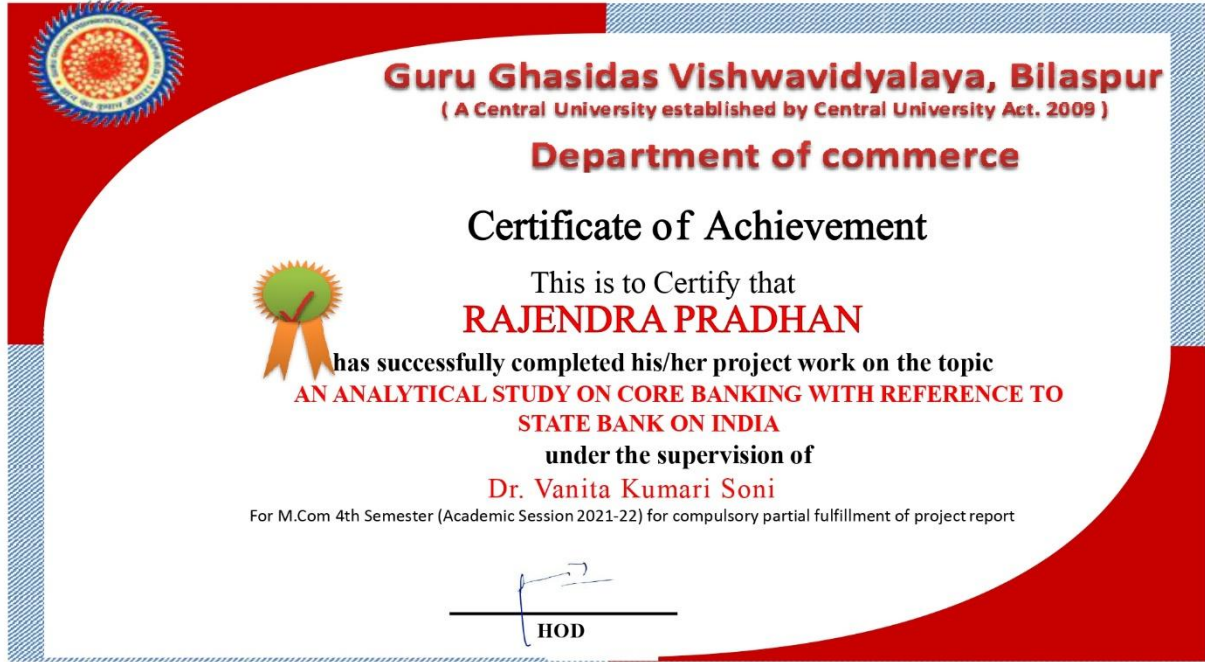 Guru Ghasidas Vishwavidyalaya, Bilaspur
( A Central University established by Central University Act. 2009 )
Department of commerce
Certificate of Achievement
This is to Certify that
RAJENDRA PRADHAN
has successfully completed his/her project work on the topic
AN ANALYTICAL STUDY ON CORE BANKING WITH REFERENCE TO
STATE BANK ON INDIA
under the supervision of
Dr. Vanita Kumari Soni
For M.Com 4th Semester (Academic Session 2021-22) for compulsory partial fulfillment of project report
HOD